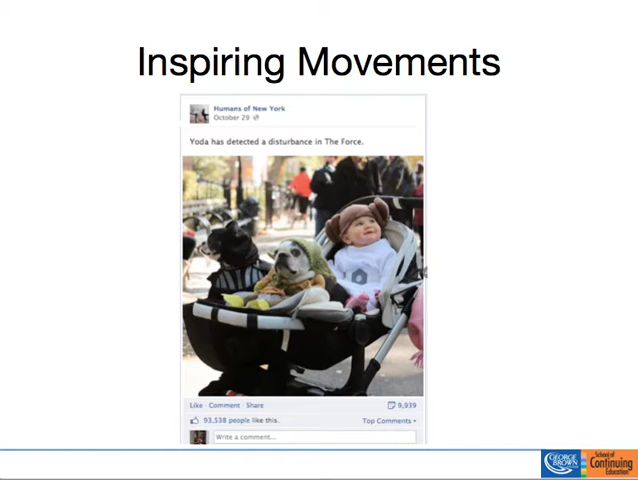 Inspiring Movements
Humans of New York
October 29
Yoda has detected a disturbance in The Force.
Like · Comment · Share
9,939
93,538 people like this.
Top Comments
Write a comment...
GEORGE BROWN
School of
Continuing
Education